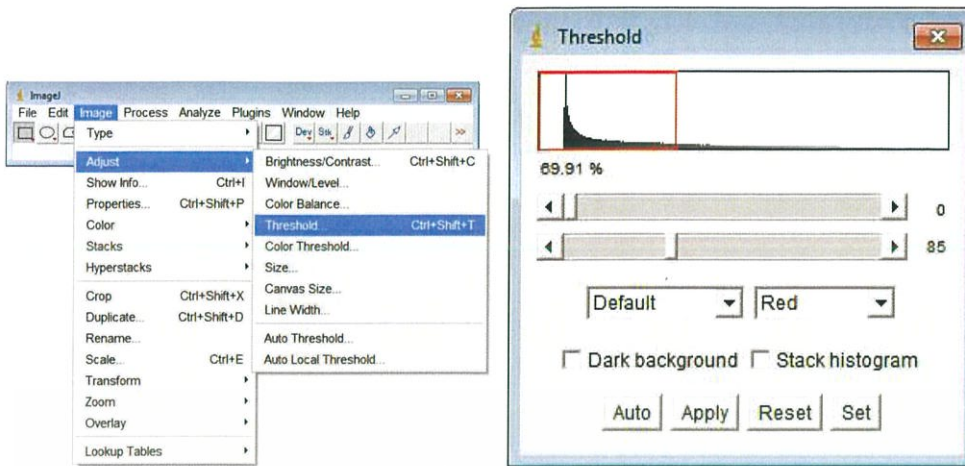 ImageJ
File Edit Image Process Analyze Plugins Window Help
Type
Dev Stk >>
Adjust
Show Info... Ctrl+I
Properties... Ctrl+Shift+P
Color
Stacks
Hyperstacks
Crop Ctrl+Shift+X
Duplicate... Ctrl+Shift+D
Rename...
Scale... Ctrl+E
Transform
Zoom
Overlay
Lookup Tables
Brightness/Contrast... Ctrl+Shift+C
Window/Level...
Color Balance...
Threshold... Ctrl+Shift+T
Color Threshold...
Size...
Canvas Size...
Line Width...
Auto Threshold...
Auto Local Threshold...
Threshold
69.91 %
0
85
Default Red
Dark background Stack histogram
Auto Apply Reset Set